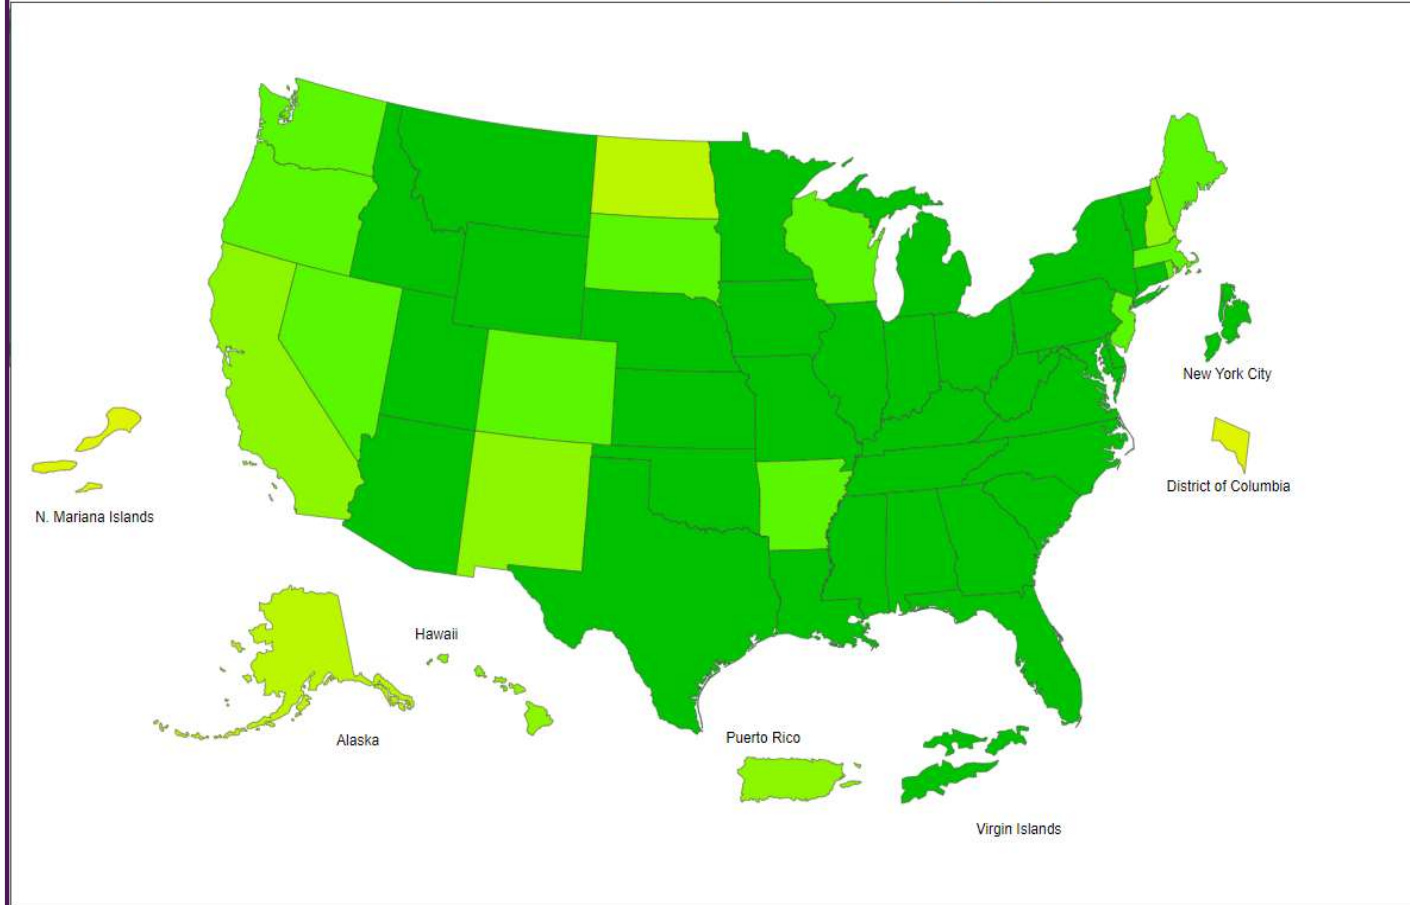 New York City
District of Columbia
N. Mariana Islands
Hawaii
Alaska
Puerto Rico
Virgin Islands